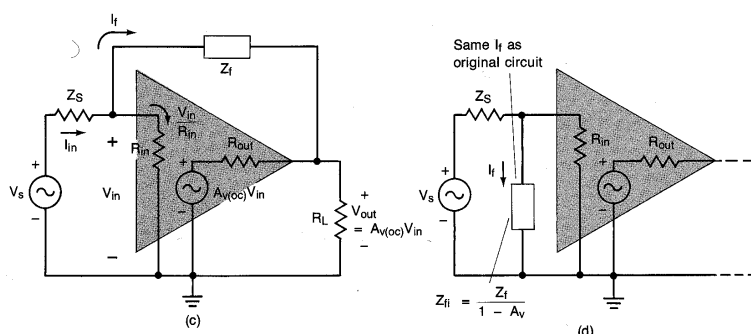 I_f
Z_f
Z_S
I_in
+
V_in
R_in
R_in
R_out
+
−
V_s
+
−
V_in
−
A_v(oc)V_in
R_L
+
V_out
= A_v(oc)V_in
−
(c)
Same I_f as
original circuit
Z_S
R_in
R_out
I_f
+
V_s
−
+
−
Z_fi = Z_f
1 − A_v
(d)